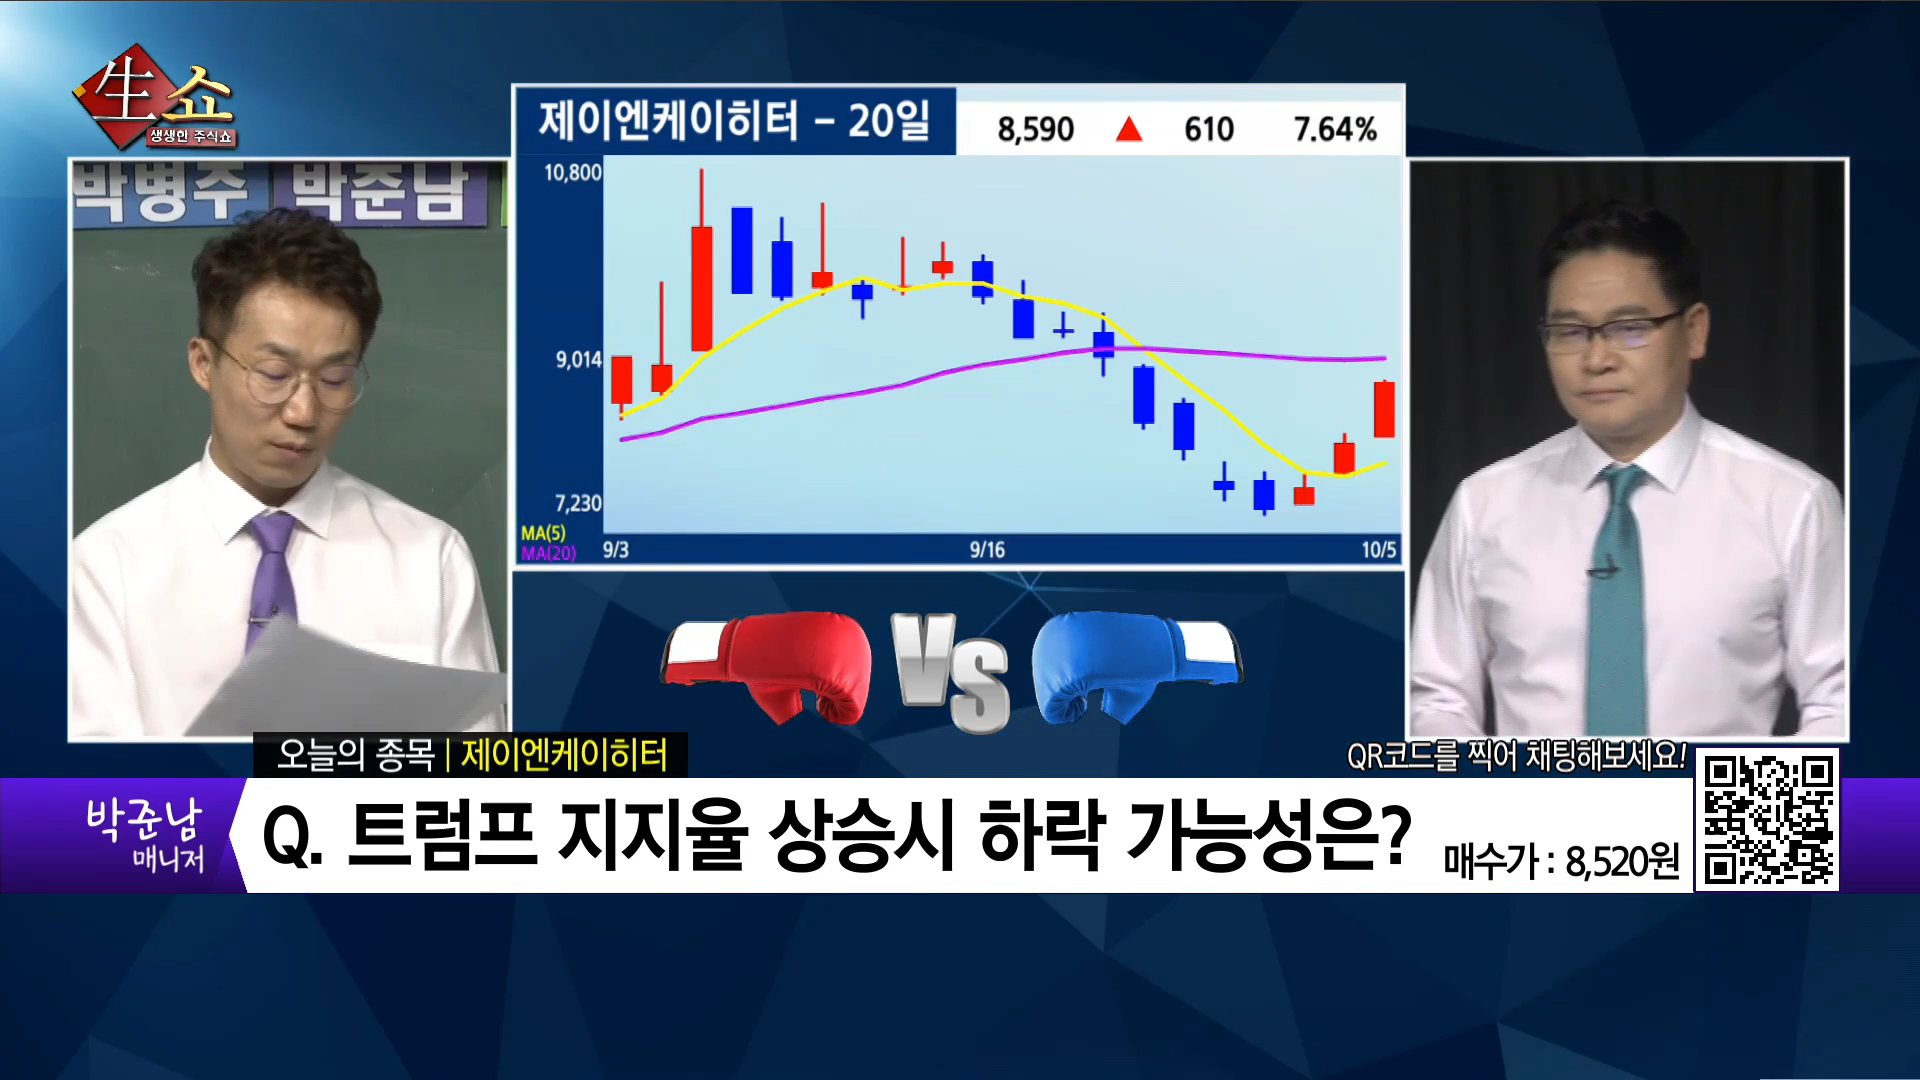 生쇼
생생한 주식쇼
박병주 박준남
제이엔케이히터 - 20일
8,590 ▲ 610 7.64%
10,800
9,014
7,230
MA(5)
MA(20)
9/3 9/16 10/5
VS
오늘의 종목 | 제이엔케이히터
QR코드를 찍어 채팅해보세요!
박준남
매니저
Q. 트럼프 지지율 상승시 하락 가능성은?
매수가 : 8,520원